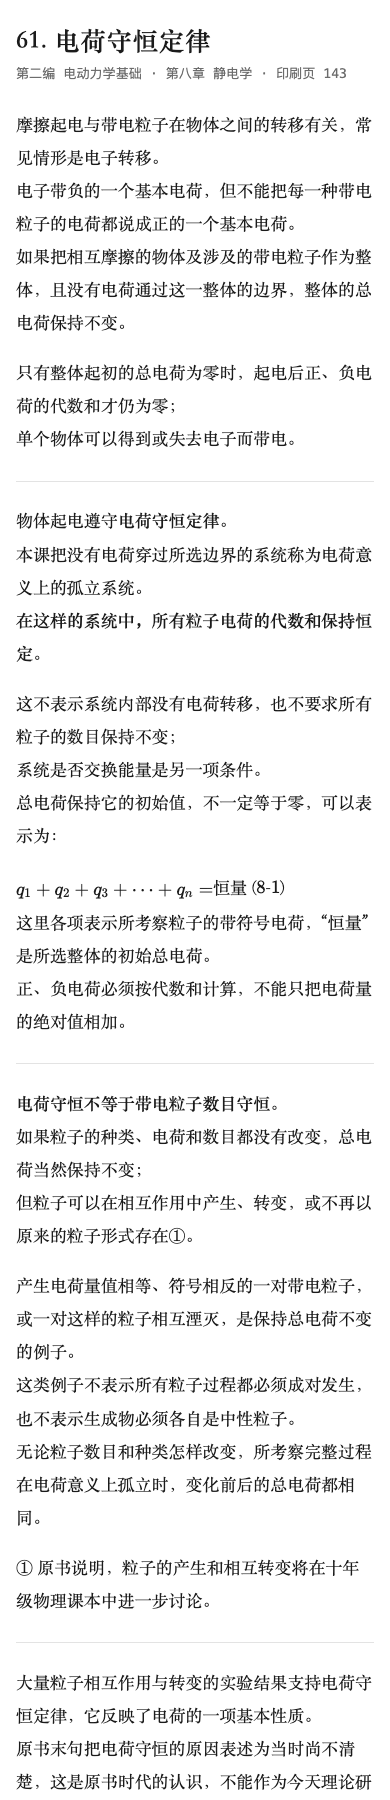 61. 电荷守恒定律
第二编 电动力学基础 · 第八章 静电学 · 印刷页 143
摩擦起电与带电粒子在物体之间的转移有关，常
见情形是电子转移。
电子带负的一个基本电荷，但不能把每一种带电
粒子的电荷都说成正的一个基本电荷。
如果把相互摩擦的物体及涉及的带电粒子作为整
体，且没有电荷通过这一整体的边界，整体的总
电荷保持不变。
只有整体起初的总电荷为零时，起电后正、负电
荷的代数和才仍为零；
单个物体可以得到或失去电子而带电。
物体起电遵守电荷守恒定律。
本课把没有电荷穿过所选边界的系统称为电荷意
义上的孤立系统。
在这样的系统中，所有粒子电荷的代数和保持恒
定。
这不表示系统内部没有电荷转移，也不要求所有
粒子的数目保持不变；
系统是否交换能量是另一项条件。
总电荷保持它的初始值，不一定等于零，可以表
示为：
q₁ + q₂ + q₃ + ··· + qₙ =恒量 (8-1)
这里各项表示所考察粒子的带符号电荷，“恒量”
是所选整体的初始总电荷。
正、负电荷必须按代数和计算，不能只把电荷量
的绝对值相加。
电荷守恒不等于带电粒子数目守恒。
如果粒子的种类、电荷和数目都没有改变，总电
荷当然保持不变；
但粒子可以在相互作用中产生、转变，或不再以
原来的粒子形式存在①。
产生电荷量值相等、符号相反的一对带电粒子，
或一对这样的粒子相互湮灭，是保持总电荷不变
的例子。
这类例子不表示所有粒子过程都必须成对发生，
也不表示生成物必须各自是中性粒子。
无论粒子数目和种类怎样改变，所考察完整过程
在电荷意义上孤立时，变化前后的总电荷都相
同。
① 原书说明，粒子的产生和相互转变将在十年
级物理课本中进一步讨论。
大量粒子相互作用与转变的实验结果支持电荷守
恒定律，它反映了电荷的一项基本性质。
原书末句把电荷守恒的原因表述为当时尚不清
楚，这是原书时代的认识，不能作为今天理论研